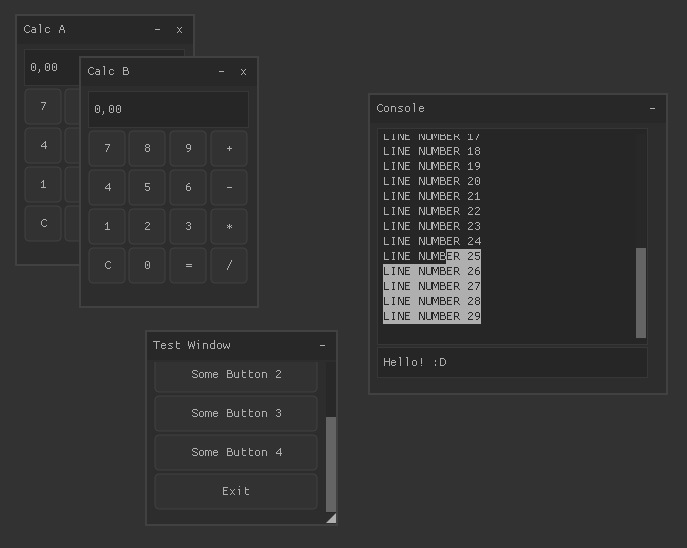 Calc A - x
0,00
7
4
1
C
Calc B - x
0,00
7 8 9 +
4 5 6 -
1 2 3 *
C 0 = /
Test Window -
Some Button 2
Some Button 3
Some Button 4
Exit
Console -
LINE NUMBER 17
LINE NUMBER 18
LINE NUMBER 19
LINE NUMBER 20
LINE NUMBER 21
LINE NUMBER 22
LINE NUMBER 23
LINE NUMBER 24
LINE NUMBER 25
LINE NUMBER 26
LINE NUMBER 27
LINE NUMBER 28
LINE NUMBER 29
Hello! :D